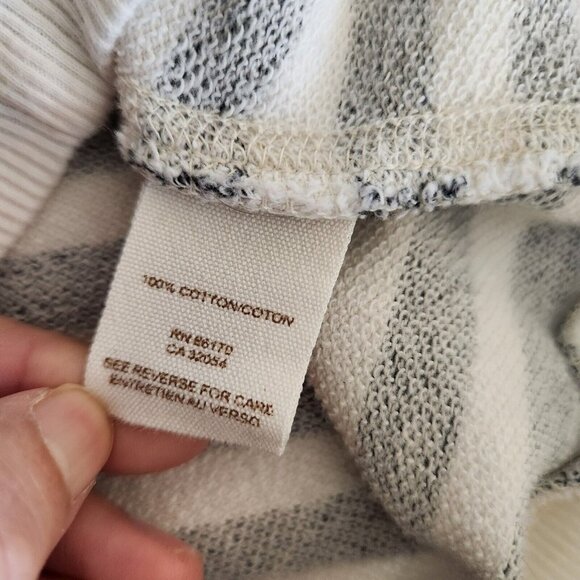 100% COTTON/COTON
RN 86170
CA 32054
SEE REVERSE FOR CARE
ENTRETIEN AU VERSO